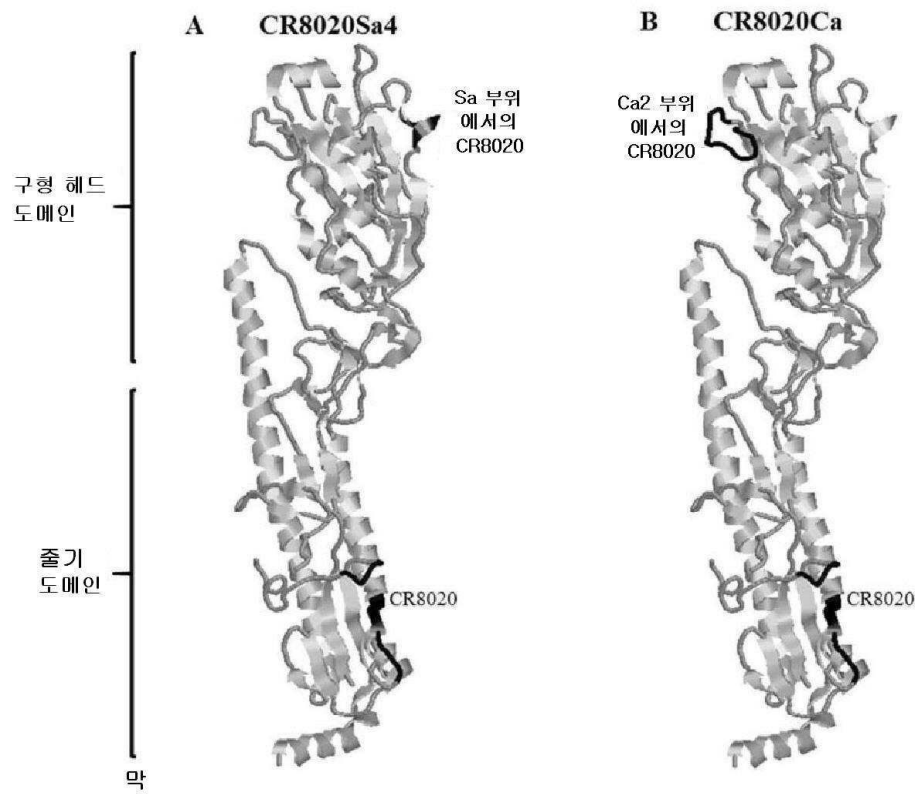 A
CR8020Sa4
Sa 부위
에서의
CR8020
구형 헤드
도메인
줄기
도메인
CR8020
막
B
CR8020Ca
Ca2 부위
에서의
CR8020
CR8020